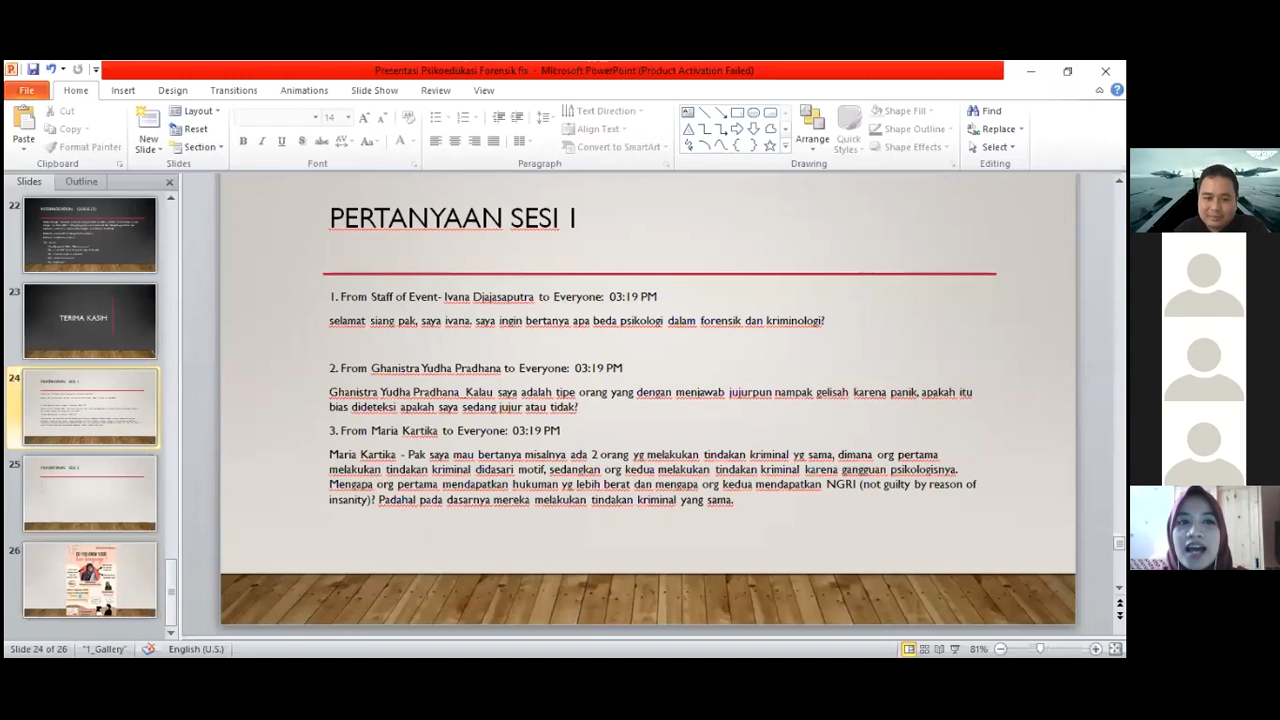 Presentasi Psikoedukasi Forensik fix - Microsoft PowerPoint (Product Activation Failed)
File Home Insert Design Transitions Animations Slide Show Review View
Paste
Cut
Copy
Format Painter
Clipboard
New Slide
Layout
Reset
Section
Slides
14
Font
Text Direction
Align Text
Convert to SmartArt
Paragraph
Arrange
Quick Styles
Shape Fill
Shape Outline
Shape Effects
Drawing
Find
Replace
Select
Editing
Slides Outline
22
23
TERIMA KASIH
24
25
26
PERTANYAAN SESI 1
1. From Staff of Event- Ivana Djajasaputra to Everyone: 03:19 PM
selamat siang pak, saya ivana. saya ingin bertanya apa beda psikologi dalam forensik dan kriminologi?
2. From Ghanistra Yudha Pradhana to Everyone: 03:19 PM
Ghanistra Yudha Pradhana Kalau saya adalah tipe orang yang dengan menjawab jujurpun nampak gelisah karena panik, apakah itu
bias dideteksi apakah saya sedang jujur atau tidak?
3. From Maria Kartika to Everyone: 03:19 PM
Maria Kartika - Pak saya mau bertanya misalnya ada 2 orang yg melakukan tindakan kriminal yg sama, dimana org pertama
melakukan tindakan kriminal didasari motif, sedangkan org kedua melakukan tindakan kriminal karena gangguan psikologisnya.
Mengapa org pertama mendapatkan hukuman yg lebih berat dan mengapa org kedua mendapatkan NGRI (not guilty by reason of
insanity)? Padahal pada dasarnya mereka melakukan tindakan kriminal yang sama.
Slide 24 of 26 "1_Gallery" English (U.S.) 81%